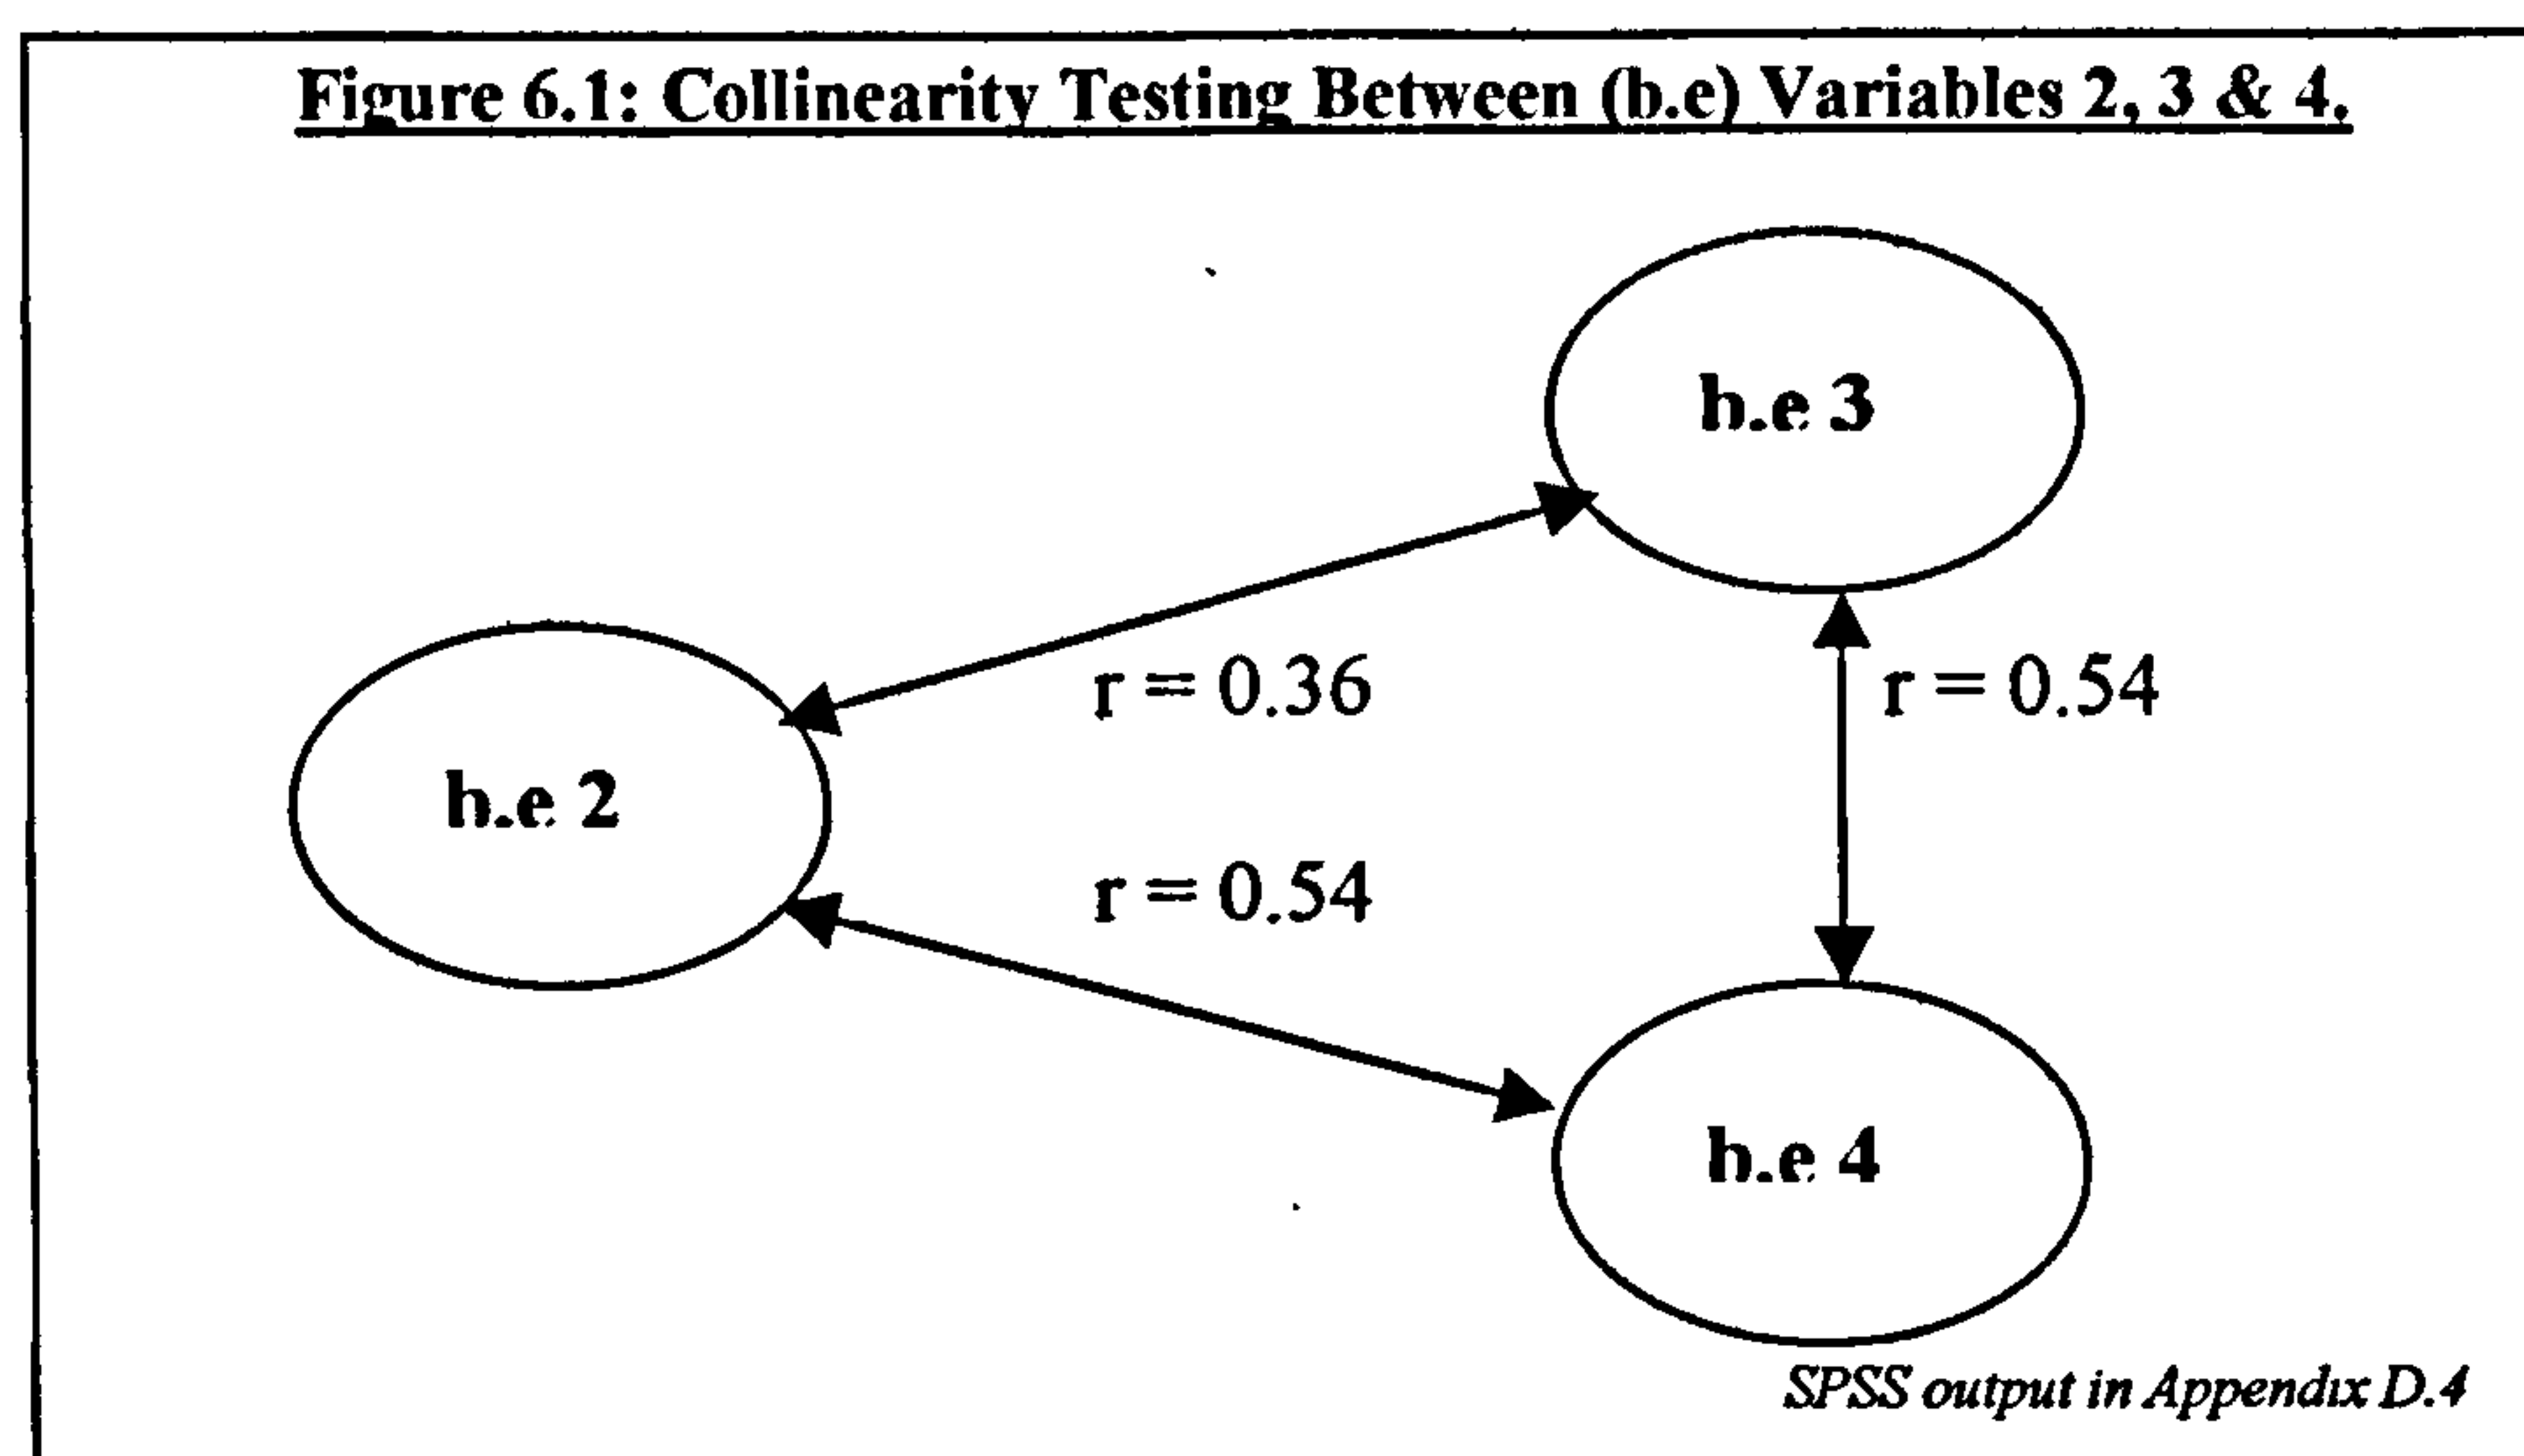 Figure 6.1: Collinearity Testing Between (b.e) Variables 2, 3 & 4.
b.e 3
r = 0.36
r = 0.54
b.e 2
r = 0.54
b.e 4
SPSS output in Appendix D.4